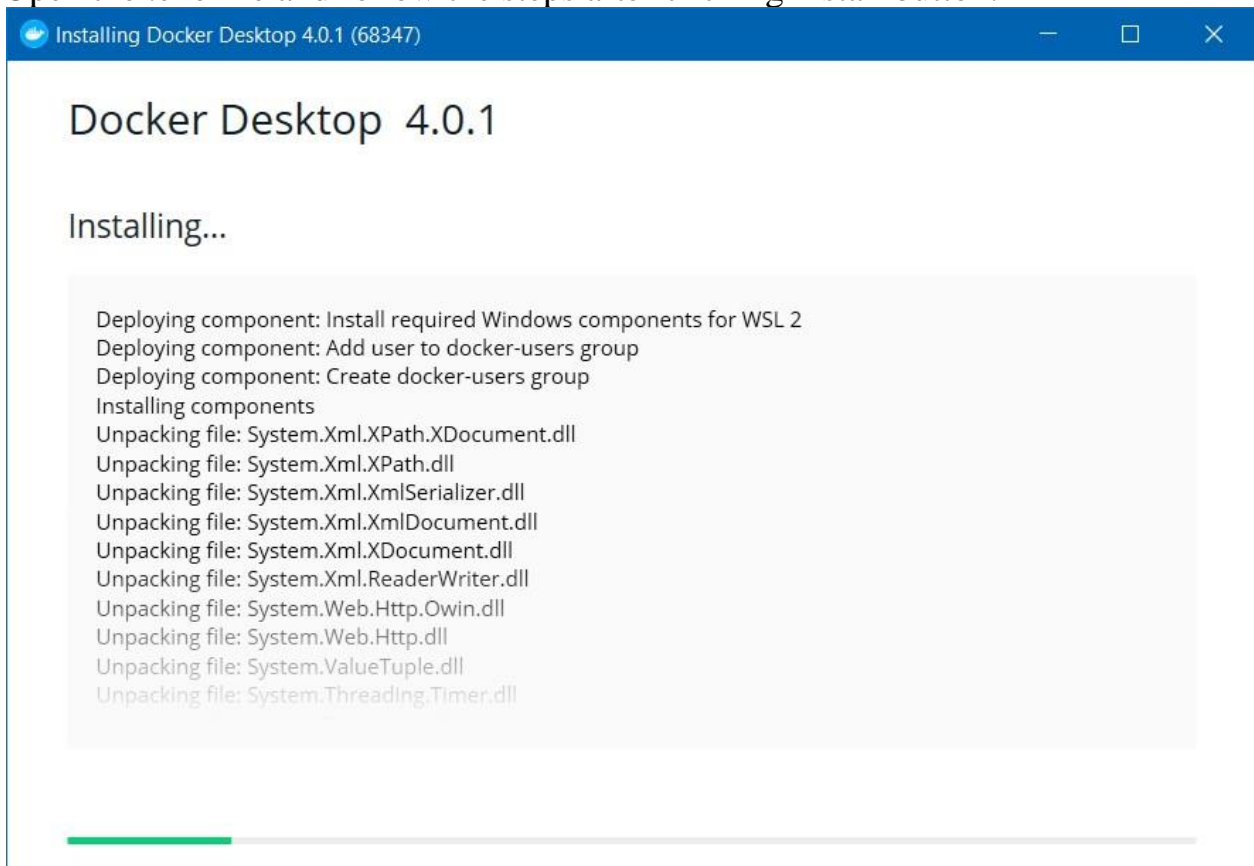 Installing Docker Desktop 4.0.1 (68347)
Docker Desktop 4.0.1
Installing...
Deploying component: Install required Windows components for WSL 2
Deploying component: Add user to docker-users group
Deploying component: Create docker-users group
Installing components
Unpacking file: System.Xml.XPath.XDocument.dll
Unpacking file: System.Xml.XPath.dll
Unpacking file: System.Xml.XmlSerializer.dll
Unpacking file: System.Xml.XmlDocument.dll
Unpacking file: System.Xml.XDocument.dll
Unpacking file: System.Xml.ReaderWriter.dll
Unpacking file: System.Web.Http.Owin.dll
Unpacking file: System.Web.Http.dll
Unpacking file: System.ValueTuple.dll
Unpacking file: System.Threading.Timer.dll